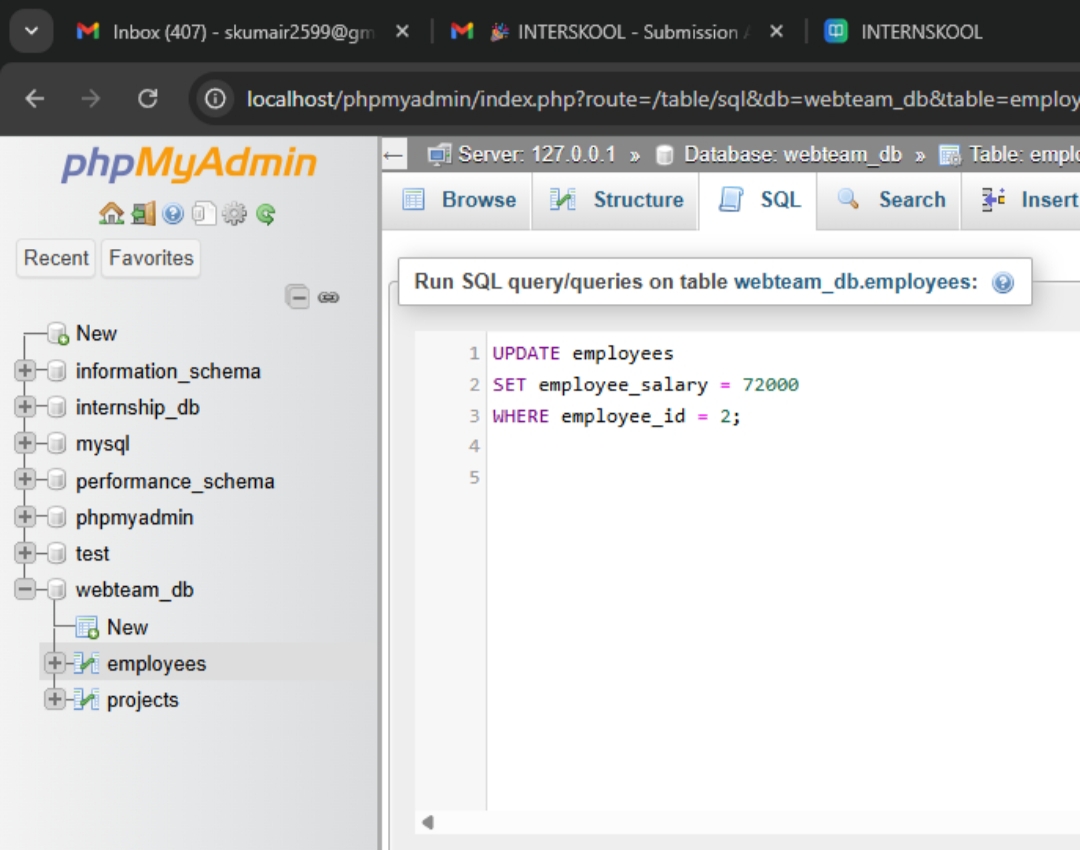 Inbox (407) - skumair2599@gm
INTERSKOOL - Submission
INTERNSKOOL
localhost/phpmyadmin/index.php?route=/table/sql&db=webteam_db&table=employ
phpMyAdmin
Recent
Favorites
New
information_schema
internship_db
mysql
performance_schema
phpmyadmin
test
webteam_db
New
employees
projects
Server: 127.0.0.1 » Database: webteam_db » Table: emplo
Browse
Structure
SQL
Search
Insert
Run SQL query/queries on table webteam_db.employees:
1 UPDATE employees
2 SET employee_salary = 72000
3 WHERE employee_id = 2;
4
5